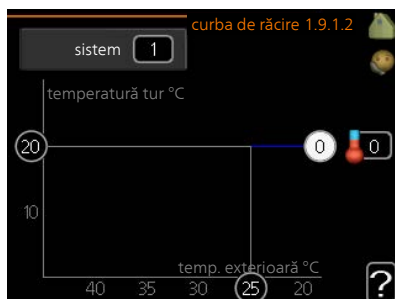 curba de răcire 1.9.1.2
sistem 1
temperatură tur °C
20
0
0
10
temp. exterioară °C
40 35 30 25 20
?